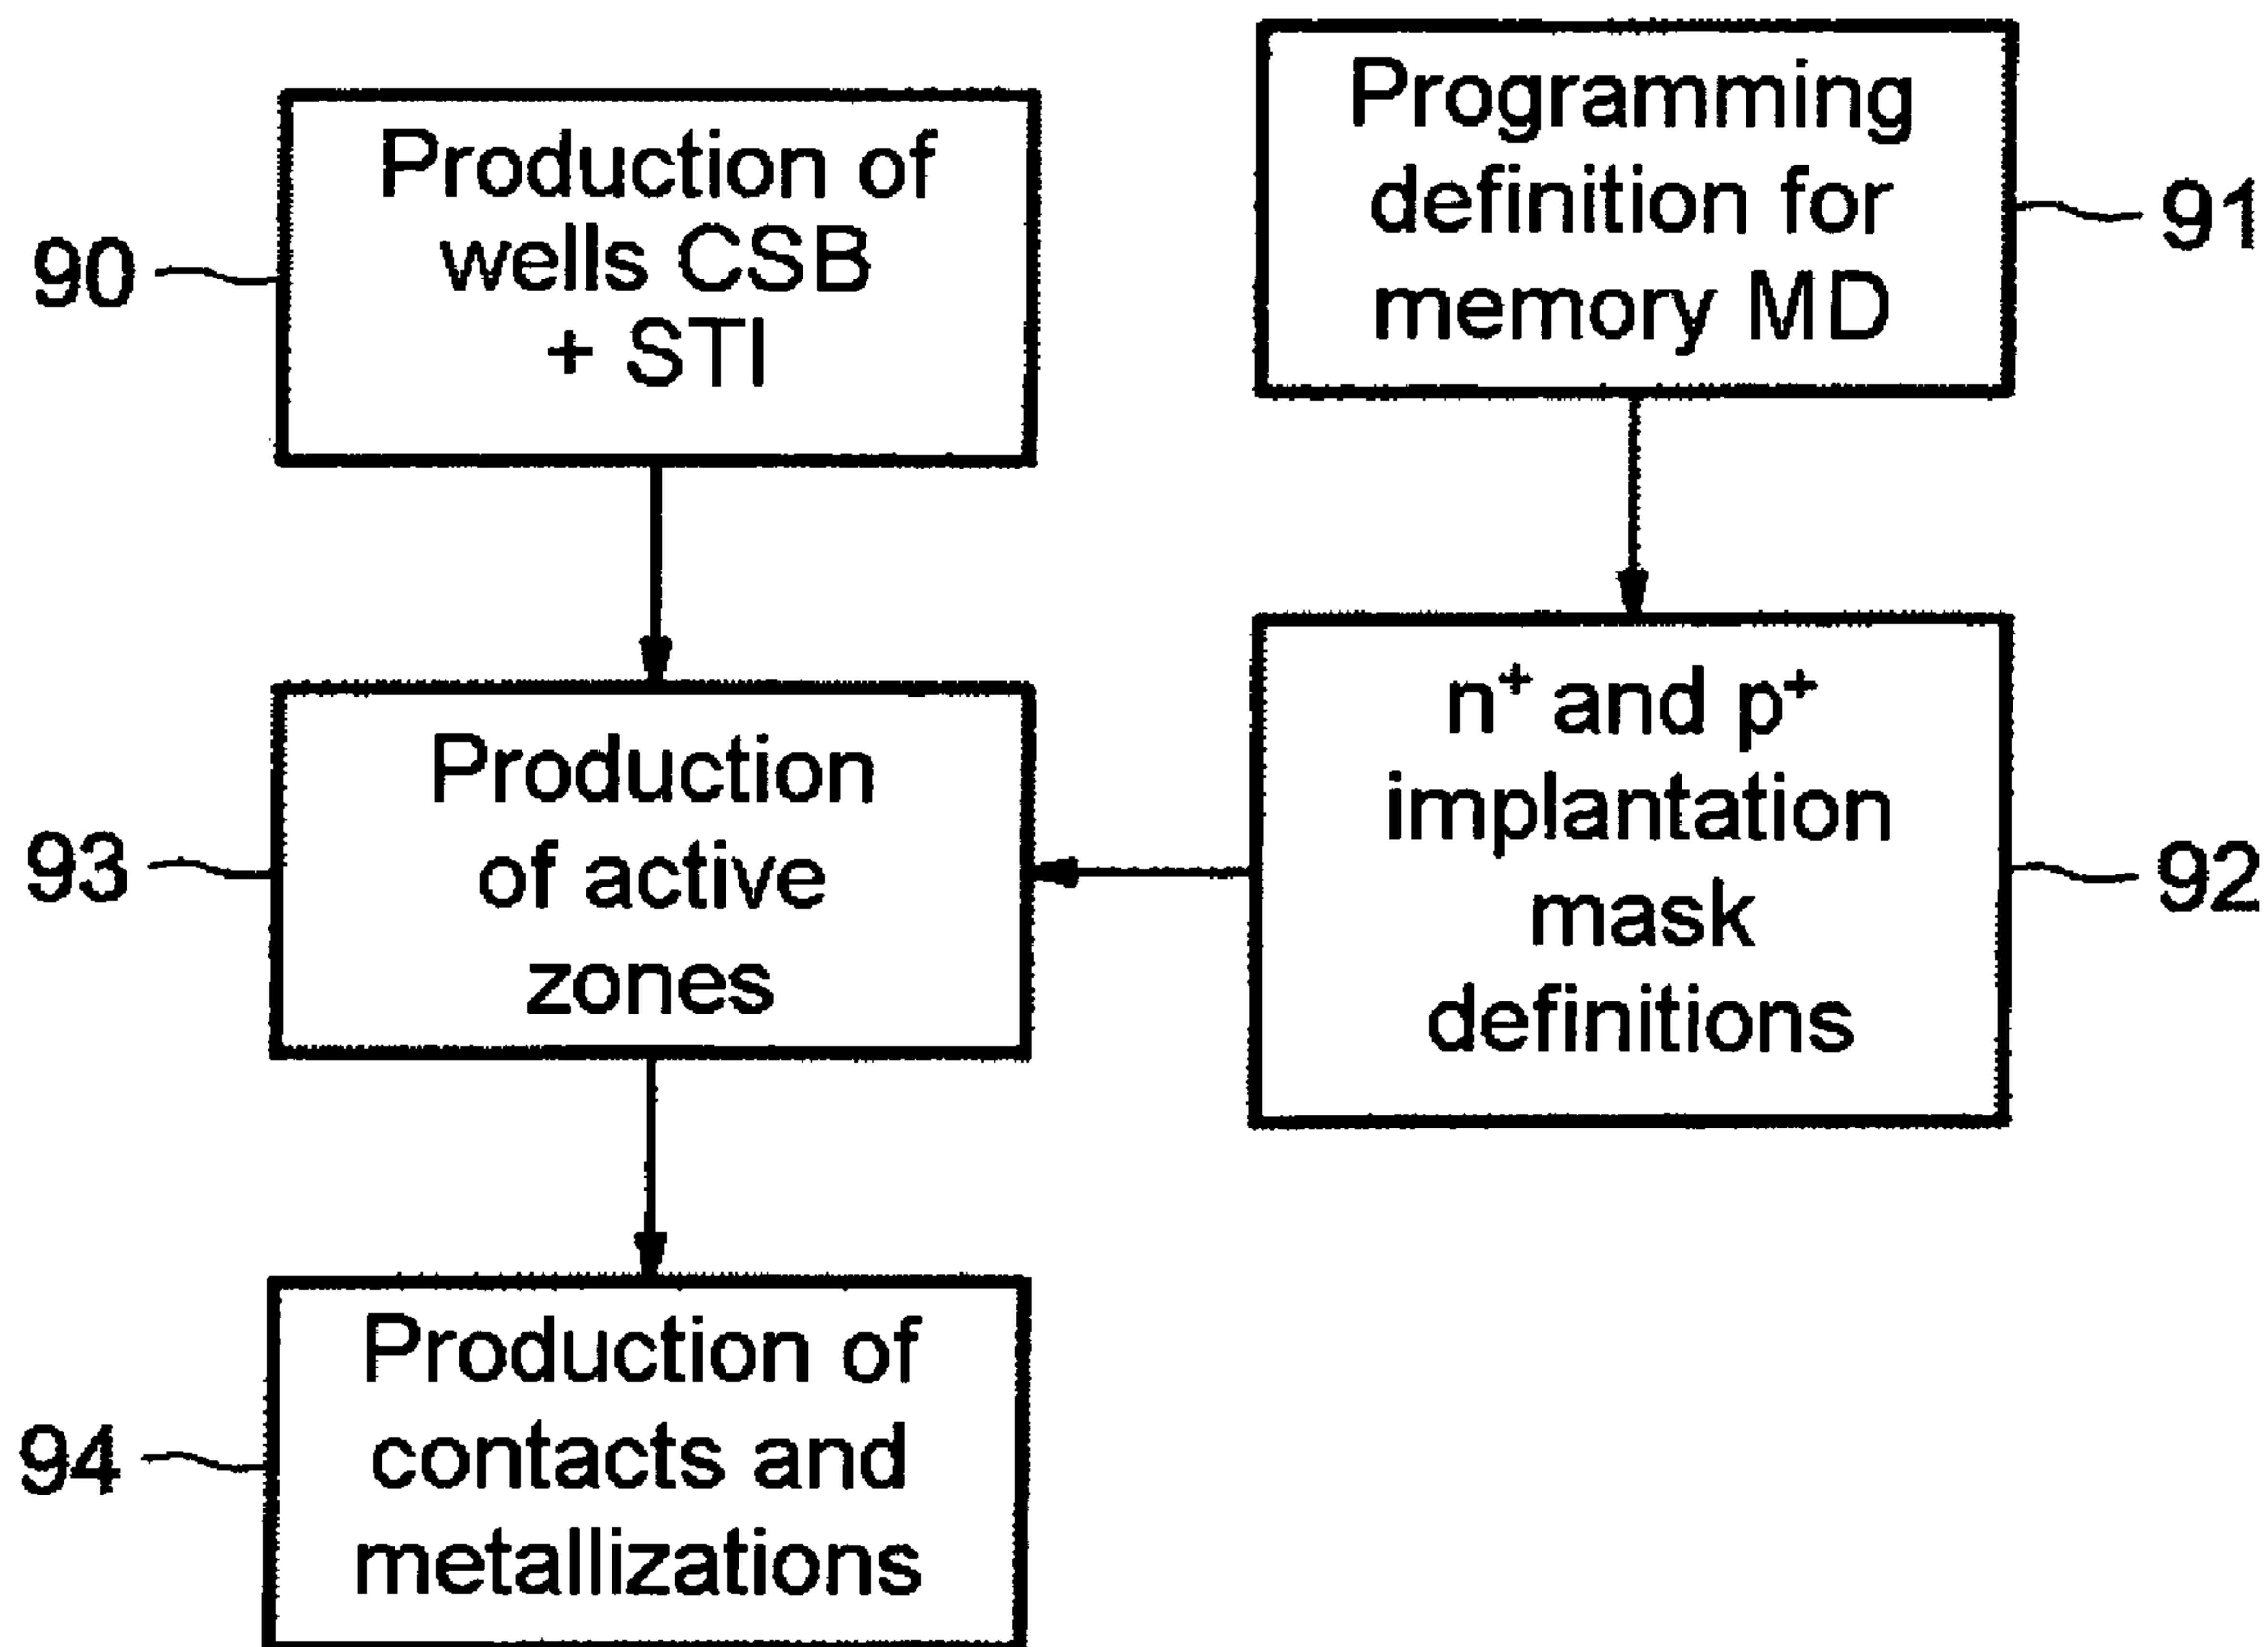 90
Production of
wells CSB
+ STI
Programming
definition for
memory MD
91
93
Production
of active
zones
n⁺ and p⁺
implantation
mask
definitions
92
94
Production of
contacts and
metallizations